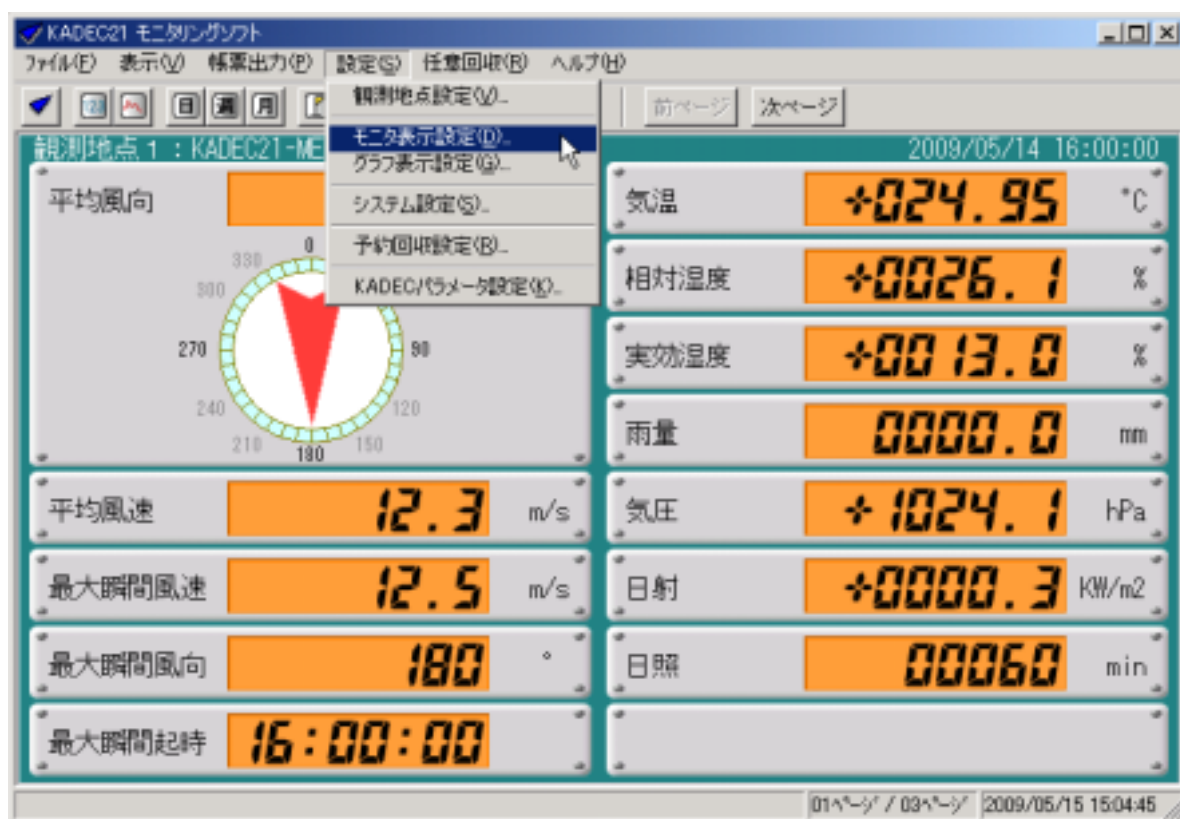 KADEC21 モニタリングソフト
ファイル(F) 表示(V) 帳票出力(P) 設定(S) 任意回収(R) ヘルプ(H)
日 週 月 前ページ 次ページ
観測地点設定(V)...
モニタ表示設定(D)...
グラフ表示設定(G)...
システム設定(S)...
予約回収設定(R)...
KADECパラメータ設定(K)...
観測地点 1 : KADEC21-ME
2009/05/14 16:00:00
平均風向
0
330
300
270
90
240
120
210
150
180
平均風速 12.3 m/s
最大瞬間風速 12.5 m/s
最大瞬間風向 180 °
最大瞬間起時 16:00:00
気温 +024.95 °C
相対湿度 +0026.1 %
実効湿度 +0013.0 %
雨量 0000.0 mm
気圧 +1024.1 hPa
日射 +0000.3 KW/m2
日照 00060 min
01ページ / 03ページ 2009/05/15 15:04:45